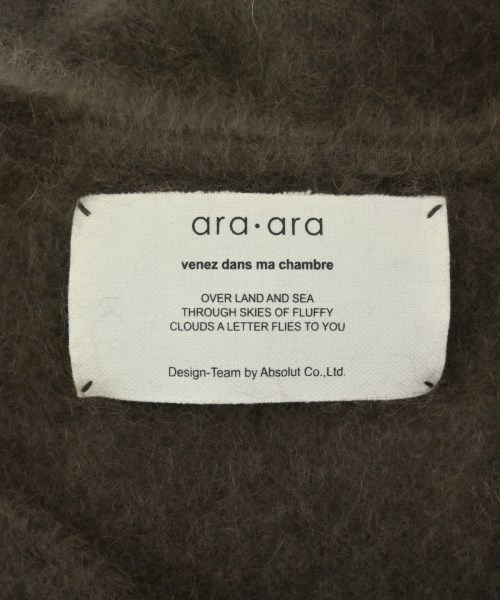 ara·ara
venez dans ma chambre
OVER LAND AND SEA
THROUGH SKIES OF FLUFFY
CLOUDS A LETTER FLIES TO YOU
Design-Team by Absolut Co.,Ltd.